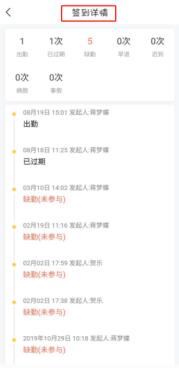 签到详情
1 1次 5 0次 0次
出勤 已过期 缺勤 早退 迟到
0次 0次
病假 事假
08月19日 15:01 发起人:蒋梦蝶
出勤
08月18日 11:25 发起人:蒋梦蝶
已过期
03月10日 14:02 发起人:蒋梦蝶
缺勤(未参与)
02月19日 11:16 发起人:蒋梦蝶
缺勤(未参与)
02月02日 17:59 发起人:贺乐
缺勤(未参与)
02月02日 17:38 发起人:贺乐
缺勤(未参与)
2019年10月29日 10:18 发起人:蒋梦蝶
缺勤(未参与)